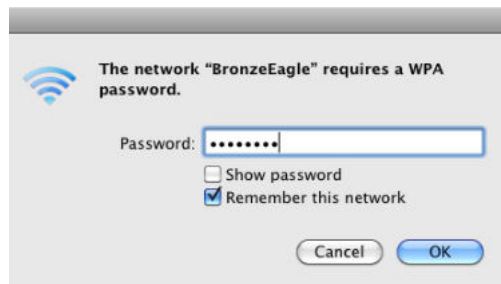 The network “BronzeEagle” requires a WPA
password.
Password: ••••••••
Show password
Remember this network
Cancel OK